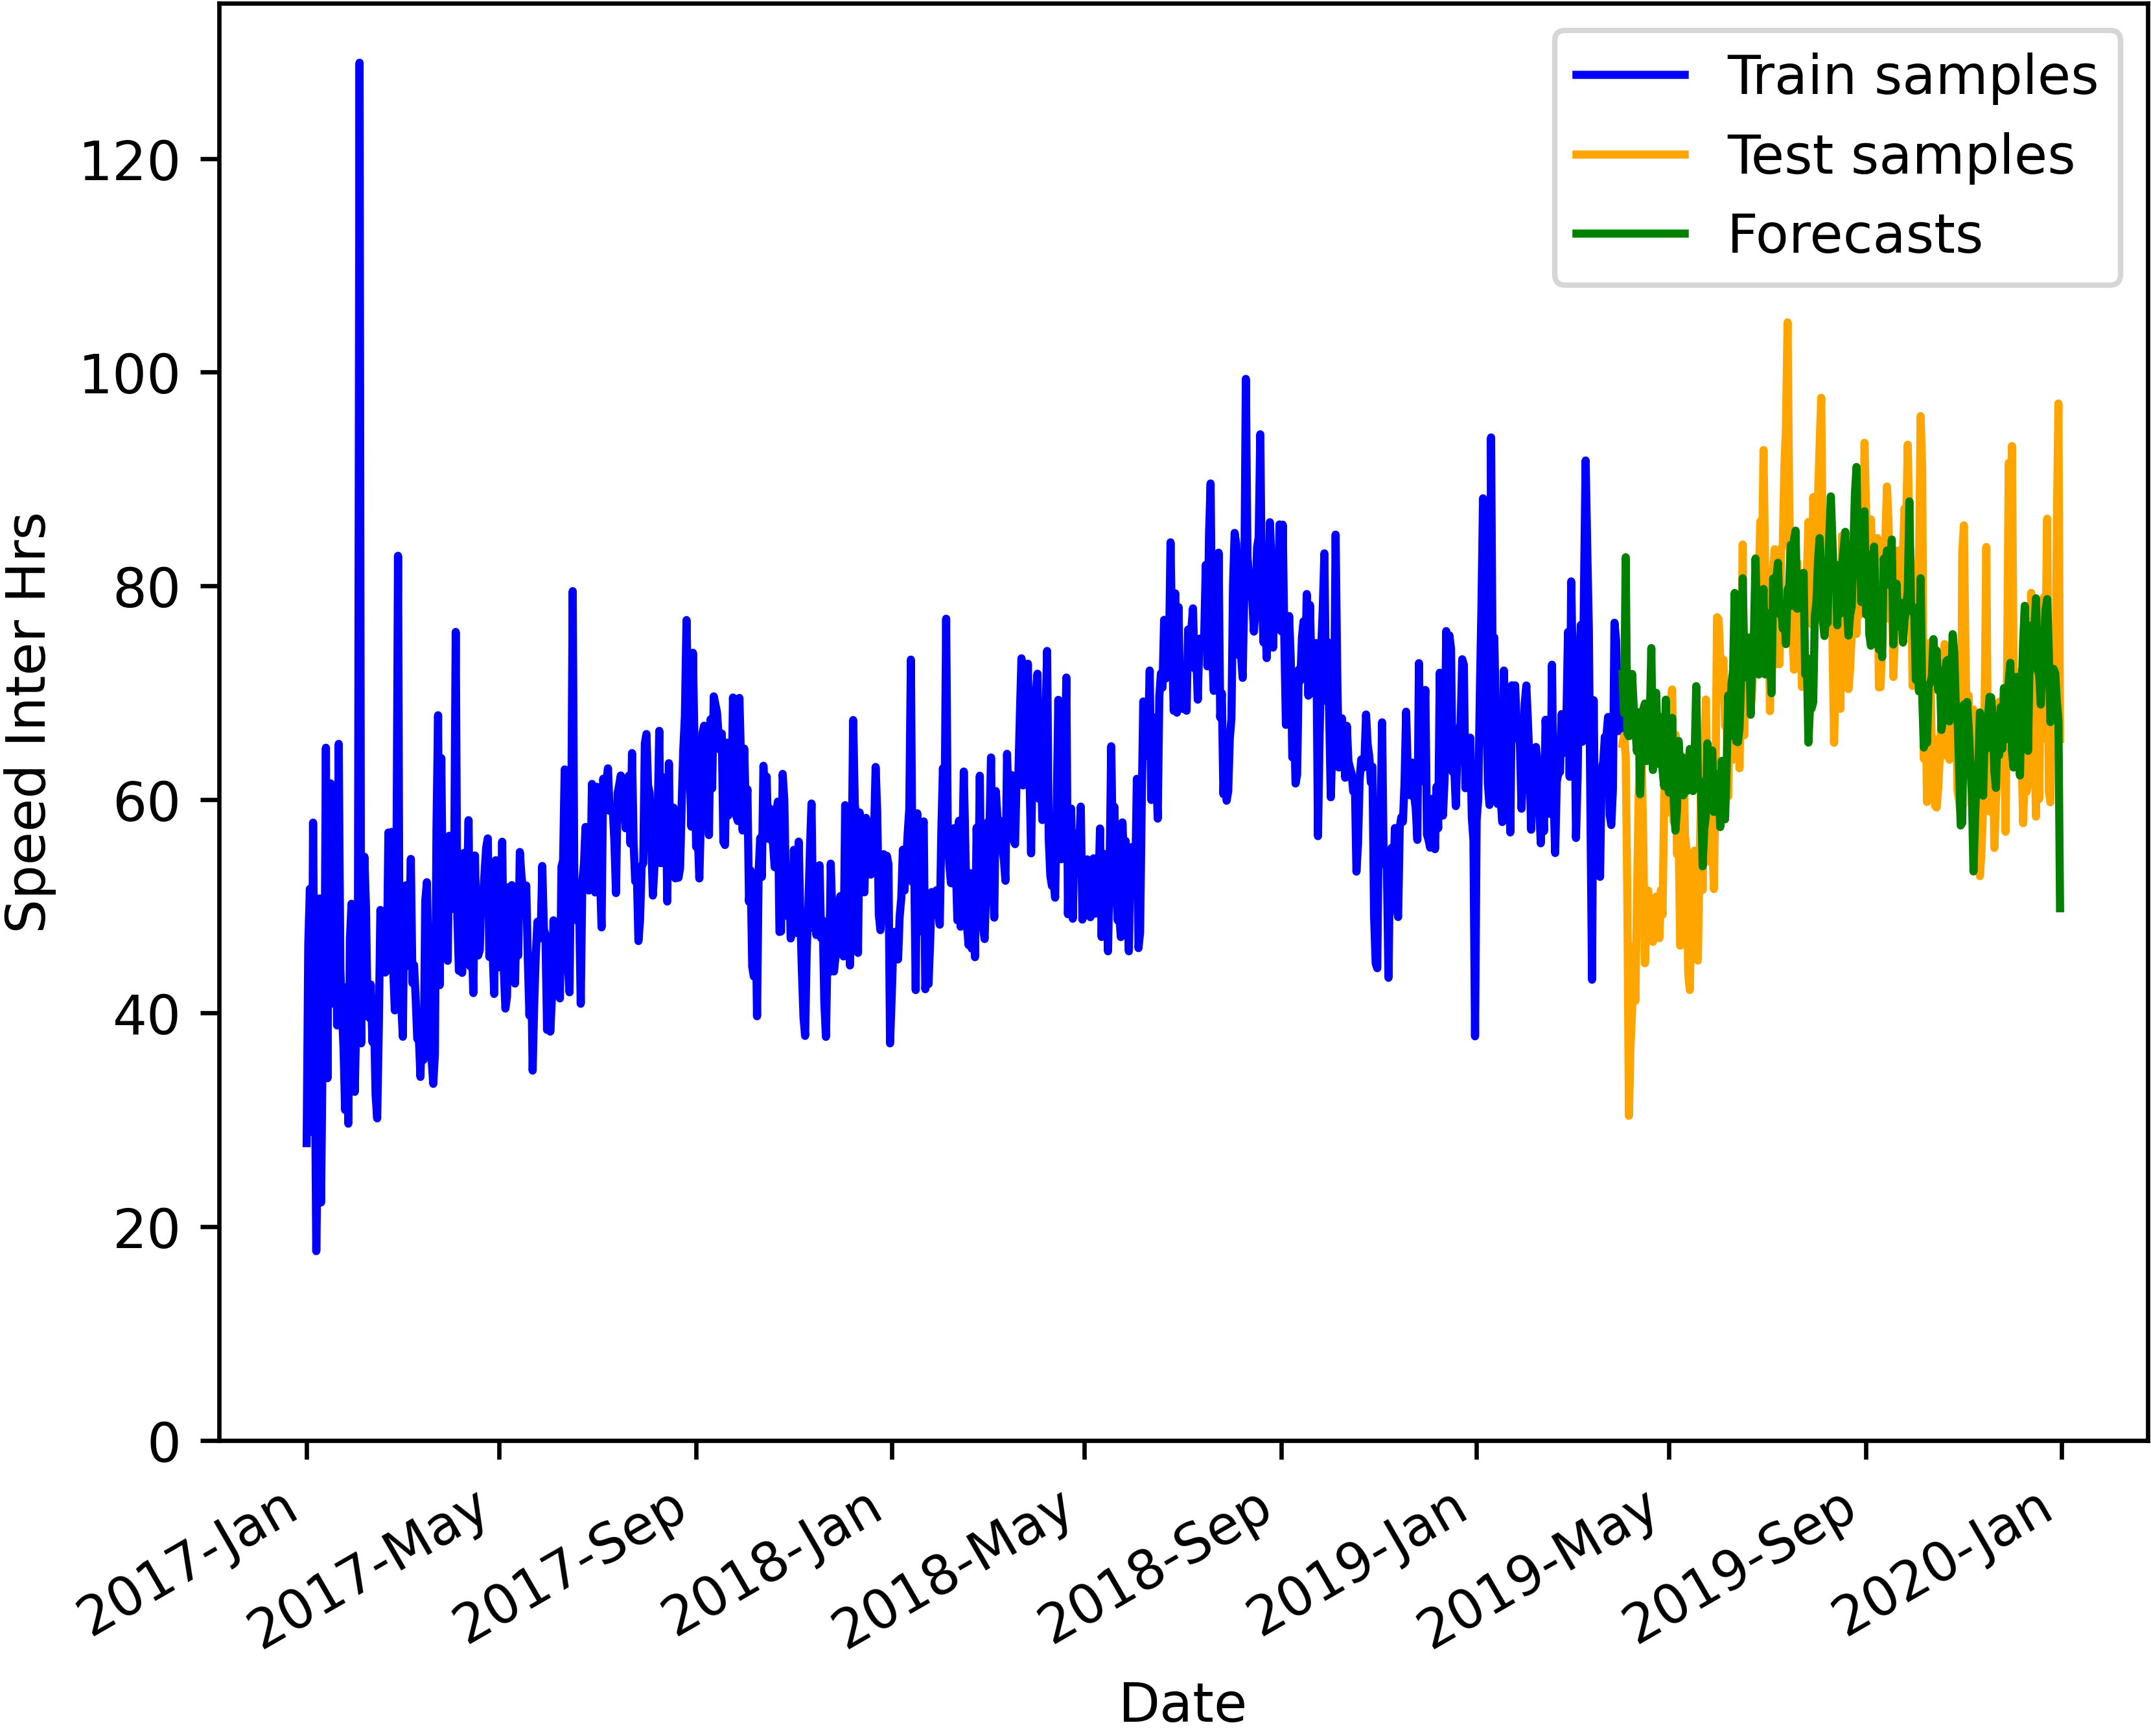 Train samples
Test samples
Forecasts
Speed Inter Hrs
120
100
80
60
40
20
0
2017-Jan
2017-May
2017-Sep
2018-Jan
2018-May
2018-Sep
2019-Jan
2019-May
2019-Sep
2020-Jan
Date